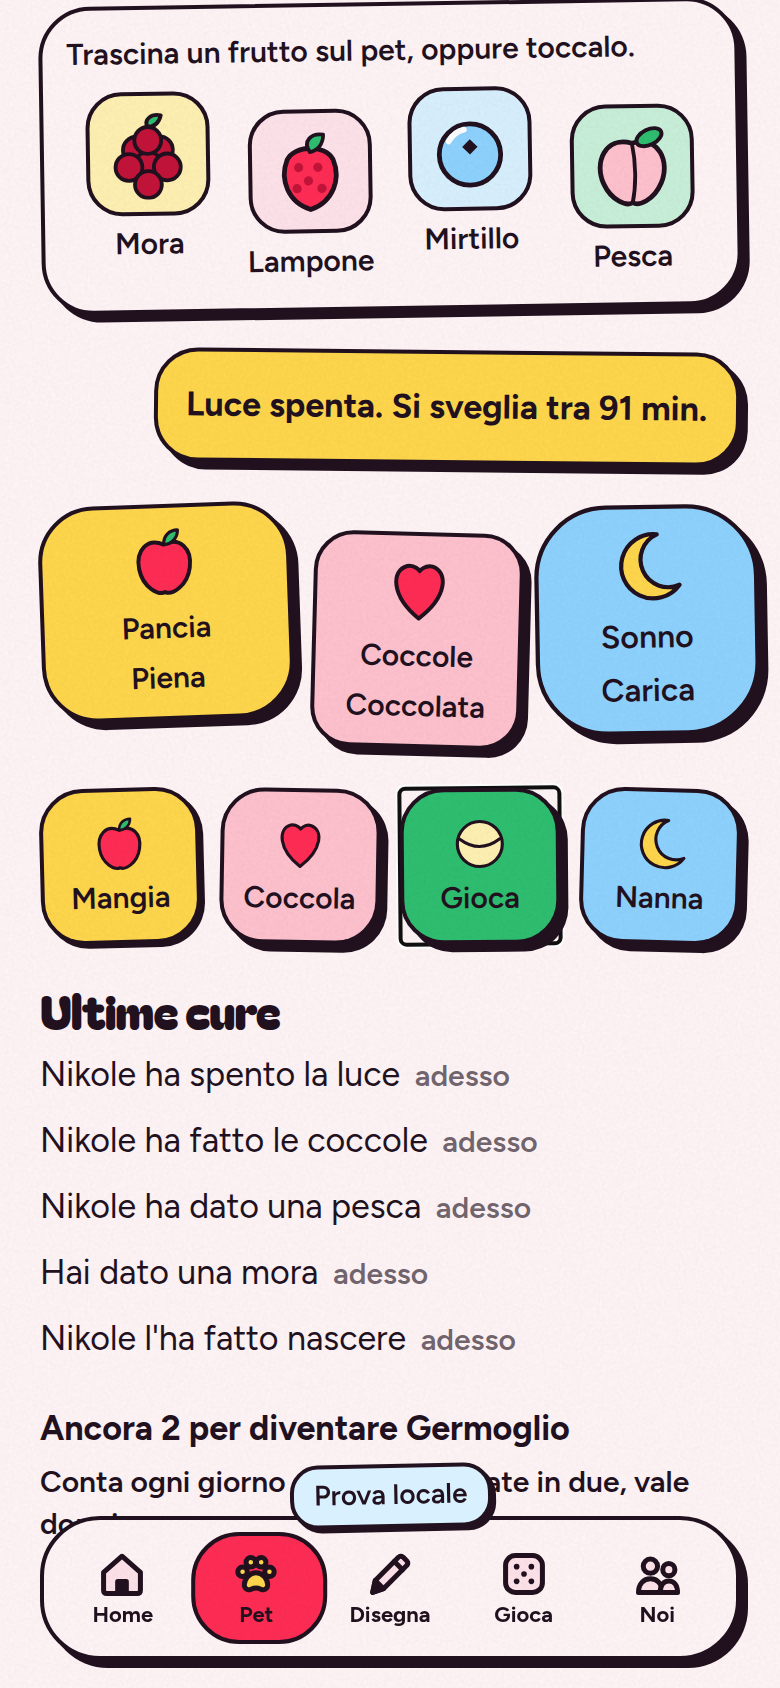 Trascina un frutto sul pet, oppure toccalo.
Mora
Lampone
Mirtillo
Pesca
Luce spenta. Si sveglia tra 91 min.
Pancia
Piena
Coccole
Coccolata
Sonno
Carica
Mangia
Coccola
Gioca
Nanna
Ultime cure
Nikole ha spento la luce adesso
Nikole ha fatto le coccole adesso
Nikole ha dato una pesca adesso
Hai dato una mora adesso
Nikole l'ha fatto nascere adesso
Ancora 2 per diventare Germoglio
Conta ogni giorno
in due, vale
Prova locale
Home
Pet
Disegna
Gioca
Noi